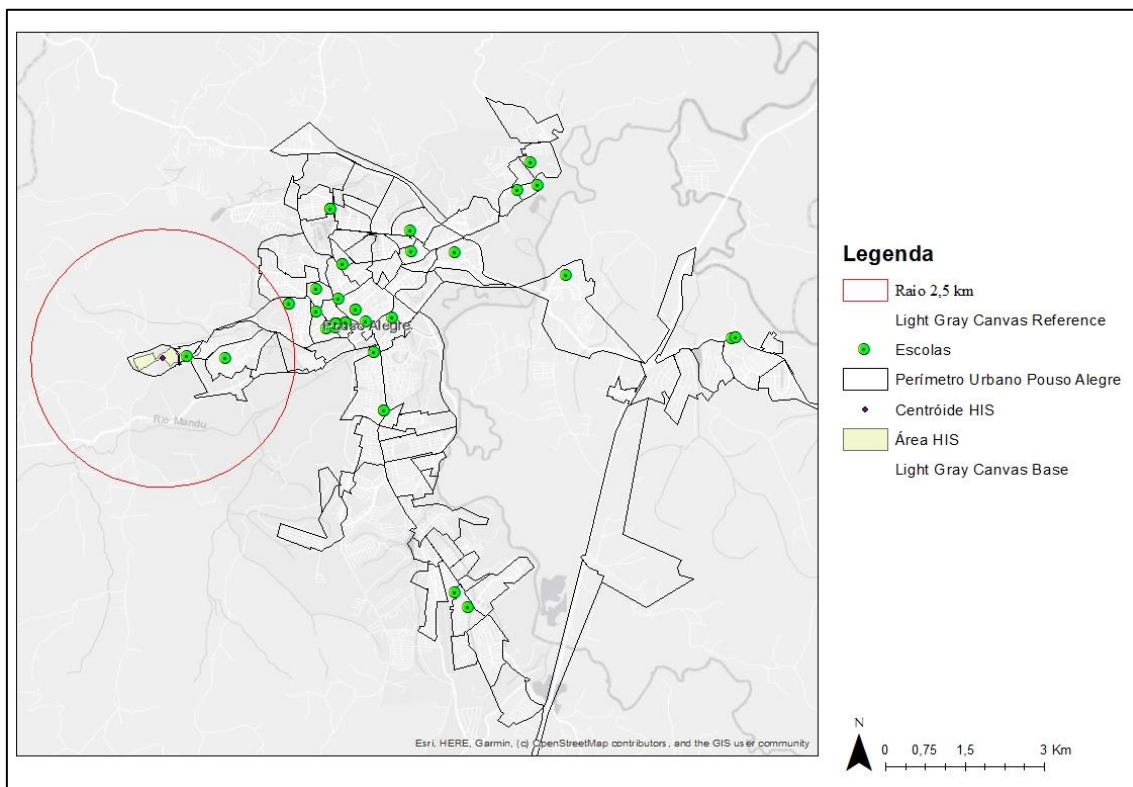 Pouso Alegre
Rio Mandu
Esri, HERE, Garmin, (c) OpenStreetMap contributors, and the GIS user community
Legenda
Raio 2,5 km
Light Gray Canvas Reference
Escolas
Perímetro Urbano Pouso Alegre
Centróide HIS
Área HIS
Light Gray Canvas Base
N
0 0,75 1,5 3 Km